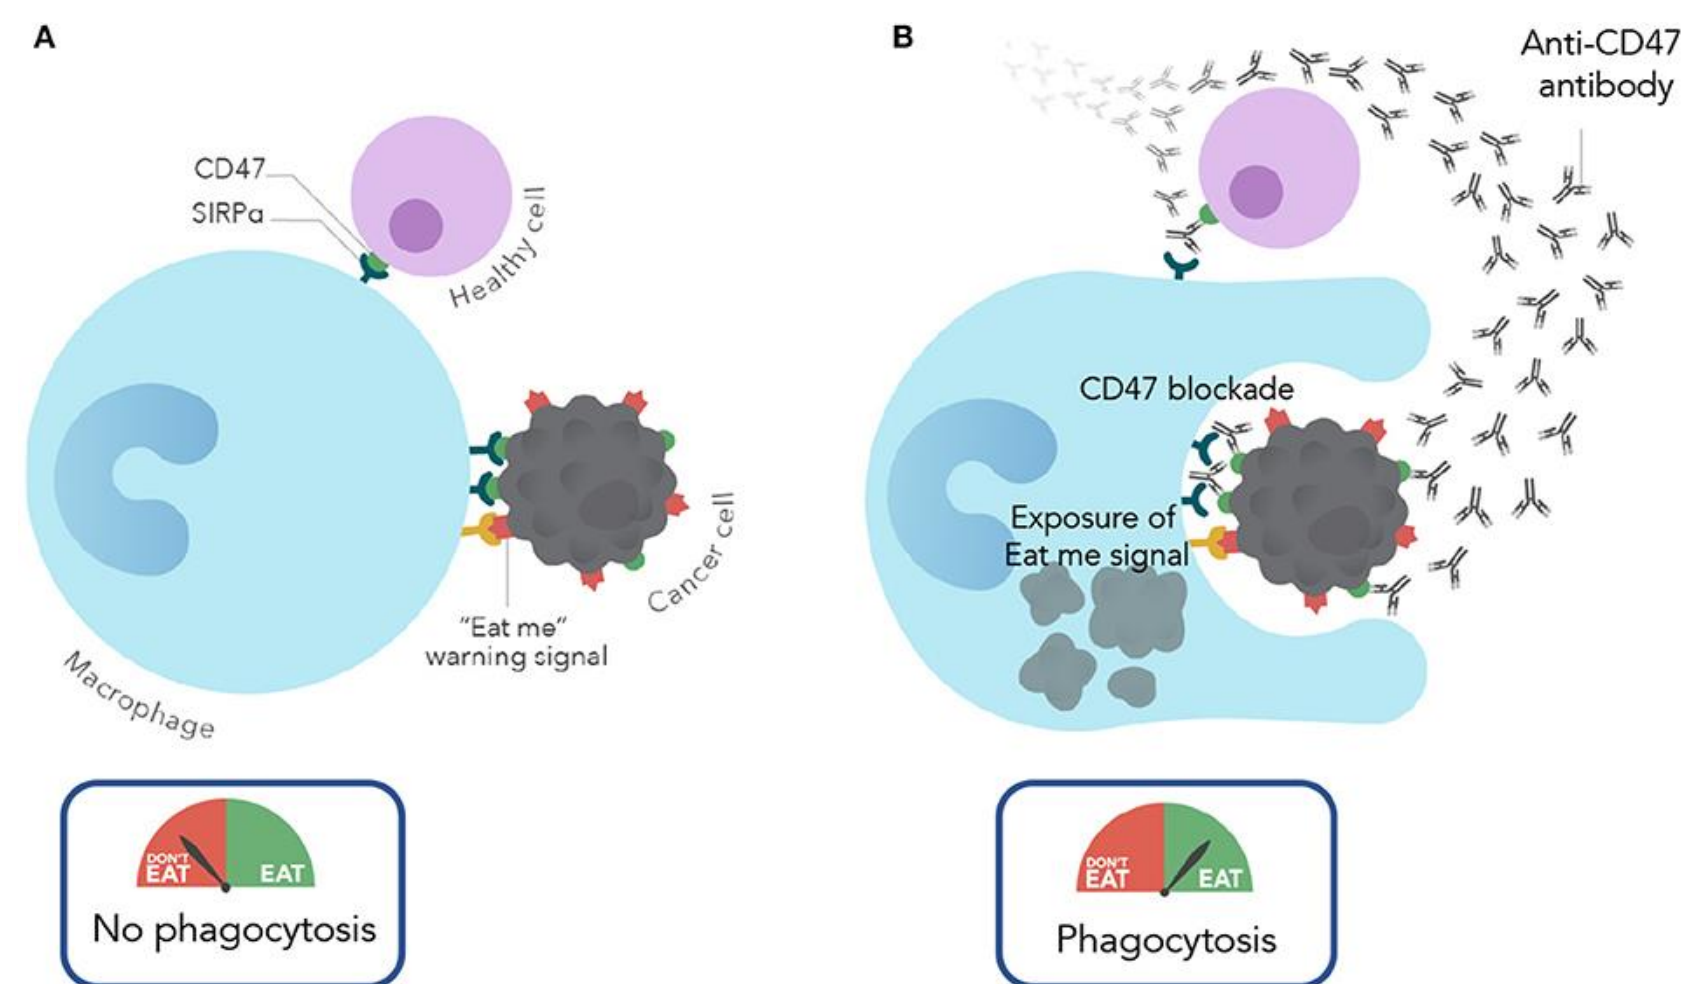 A
CD47
SIRPα
Healthy cell
Cancer cell
"Eat me"
warning signal
Macrophage
DON'T
EAT
EAT
No phagocytosis
B
Anti-CD47
antibody
CD47 blockade
Exposure of
Eat me signal
DON'T
EAT
EAT
Phagocytosis